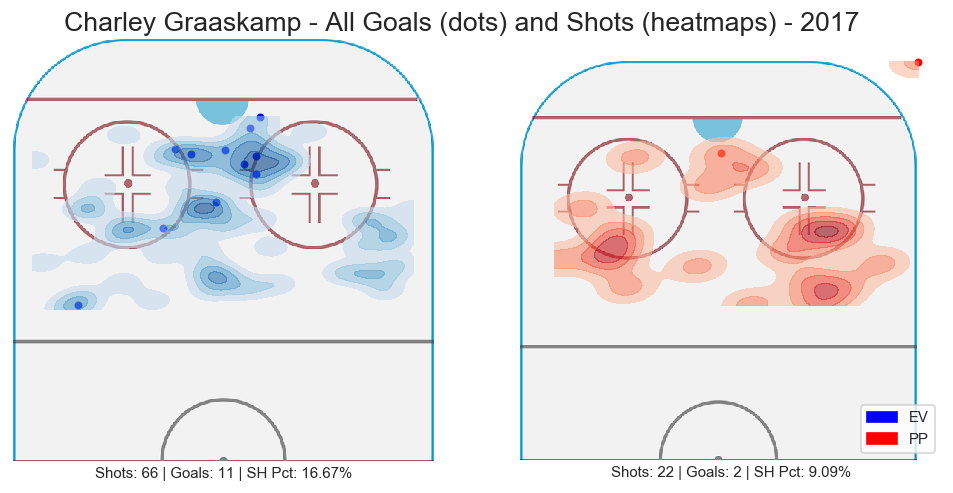 Charley Graaskamp - All Goals (dots) and Shots (heatmaps) - 2017
EV
PP
Shots: 66 | Goals: 11 | SH Pct: 16.67%
Shots: 22 | Goals: 2 | SH Pct: 9.09%